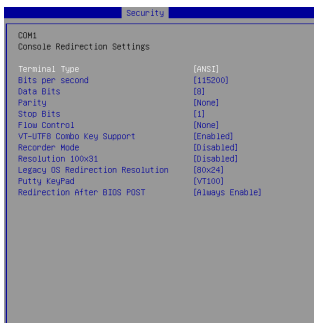 Security
COM1
Console Redirection Settings
Terminal Type [ANSI]
Bits per second [115200]
Data Bits [8]
Parity [None]
Stop Bits [1]
Flow Control [None]
VT-UTF8 Combo Key Support [Enabled]
Recorder Mode [Disabled]
Resolution 100x31 [Disabled]
Legacy OS Redirection Resolution [80x24]
Putty KeyPad [VT100]
Redirection After BIOS POST [Always Enable]